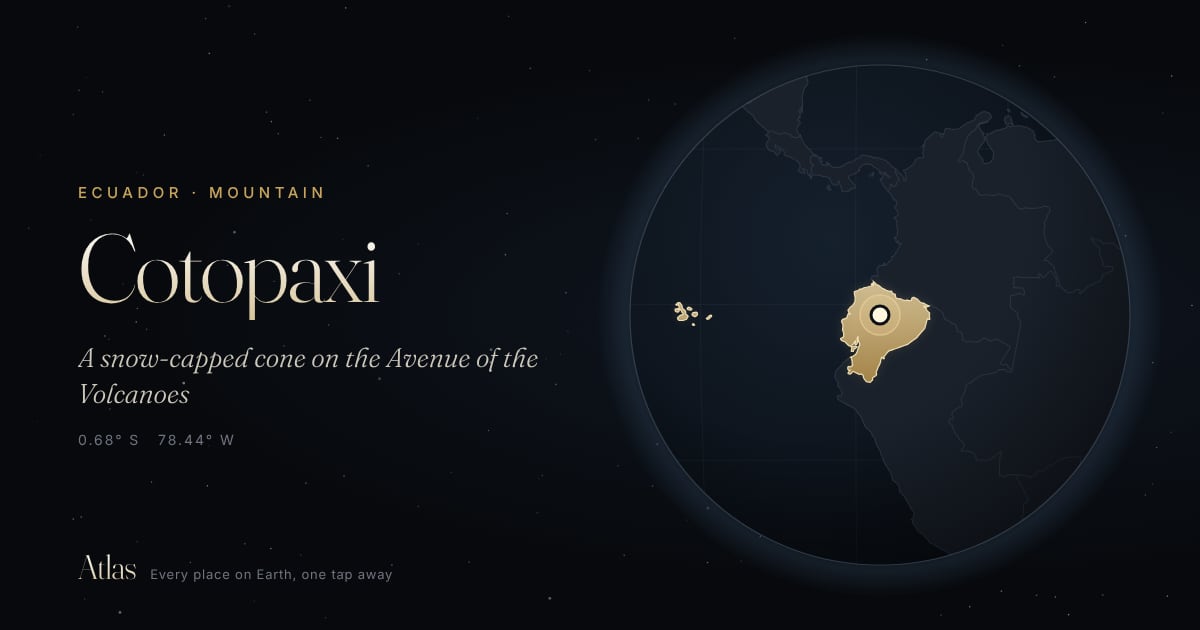 ECUADOR · MOUNTAIN
Cotopaxi
A snow-capped cone on the Avenue of the
Volcanoes
0.68° S 78.44° W
Atlas Every place on Earth, one tap away